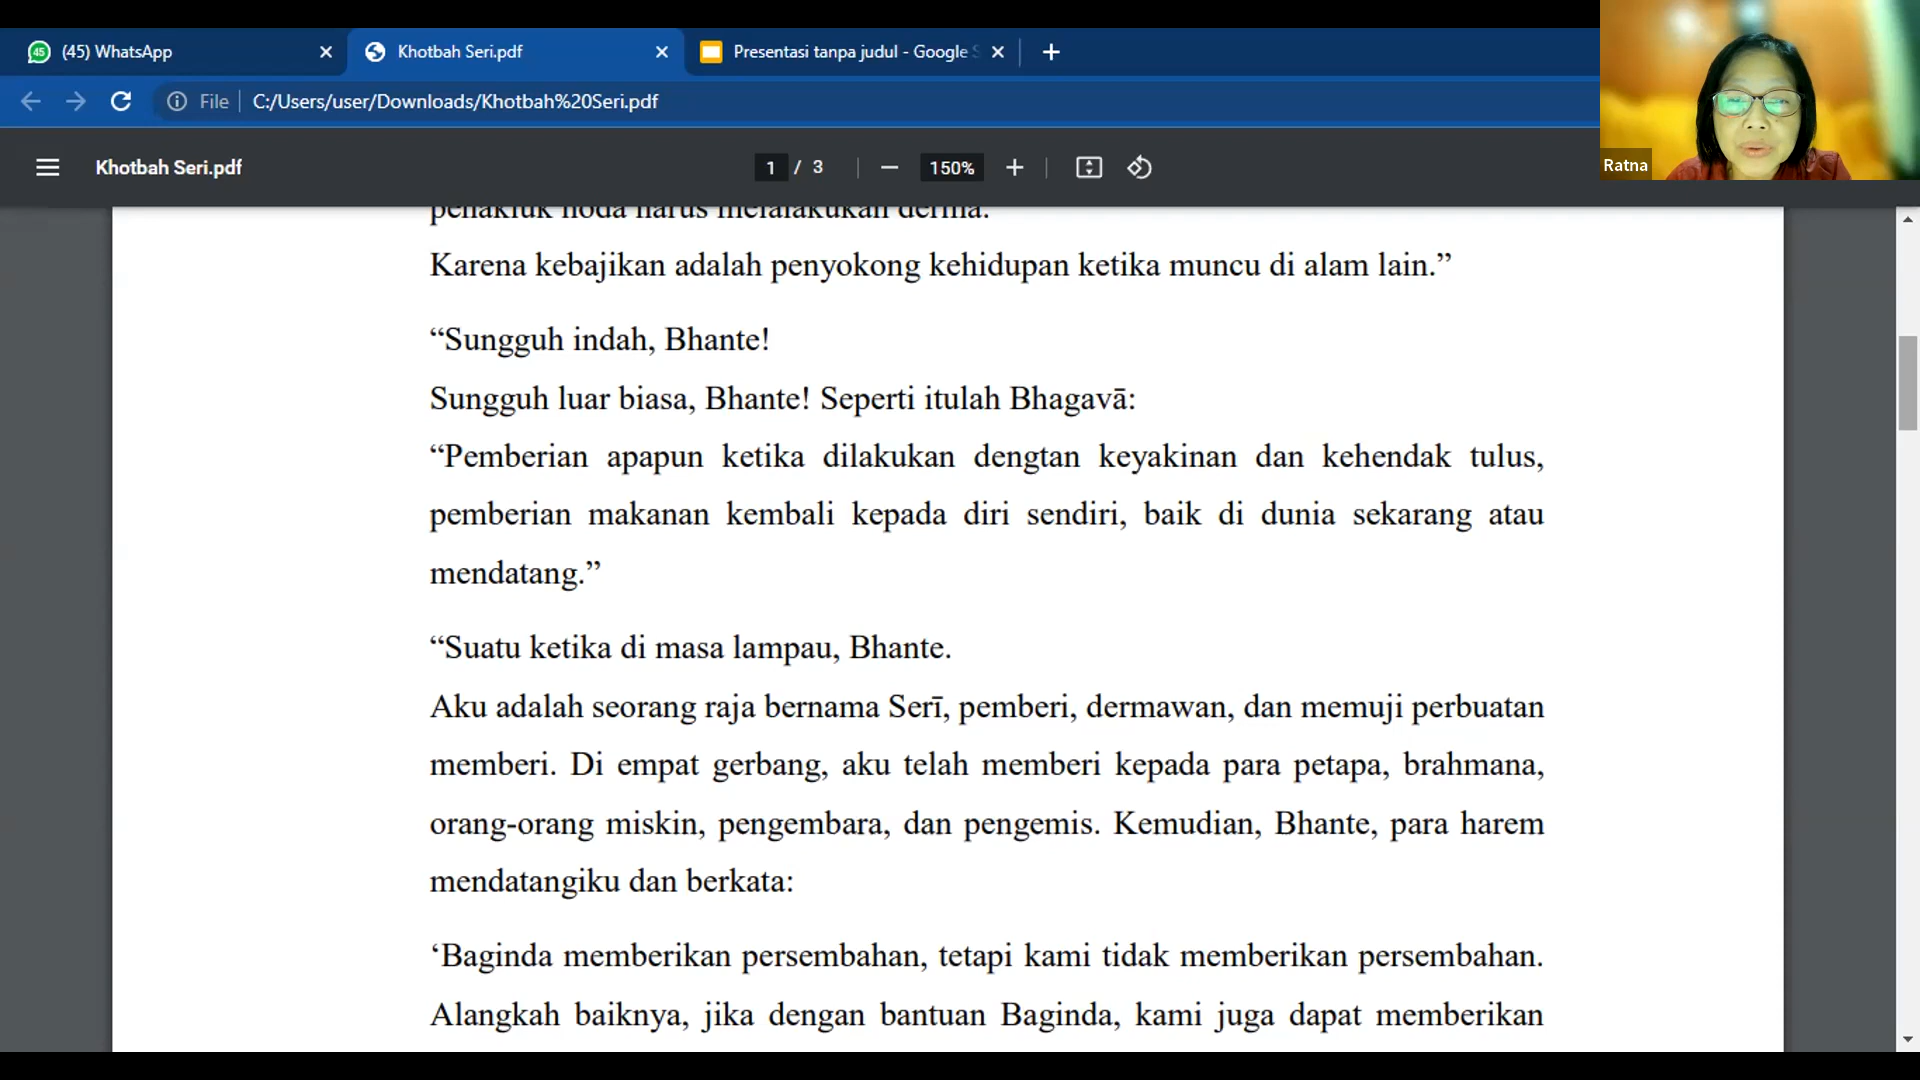 (45) WhatsApp
Khotbah Seri.pdf
Presentasi tanpa judul - Google S
File
C:/Users/user/Downloads/Khotbah%20Seri.pdf
Khotbah Seri.pdf
1 / 3
150%
Ratna
penakluk noda harus melalakukan derma.
Karena kebajikan adalah penyokong kehidupan ketika muncu di alam lain.”
“Sungguh indah, Bhante!
Sungguh luar biasa, Bhante! Seperti itulah Bhagavā:
“Pemberian apapun ketika dilakukan dengtan keyakinan dan kehendak tulus,
pemberian makanan kembali kepada diri sendiri, baik di dunia sekarang atau
mendatang.”
“Suatu ketika di masa lampau, Bhante.
Aku adalah seorang raja bernama Serī, pemberi, dermawan, dan memuji perbuatan
memberi. Di empat gerbang, aku telah memberi kepada para petapa, brahmana,
orang-orang miskin, pengembara, dan pengemis. Kemudian, Bhante, para harem
mendatangiku dan berkata:
‘Baginda memberikan persembahan, tetapi kami tidak memberikan persembahan.
Alangkah baiknya, jika dengan bantuan Baginda, kami juga dapat memberikan